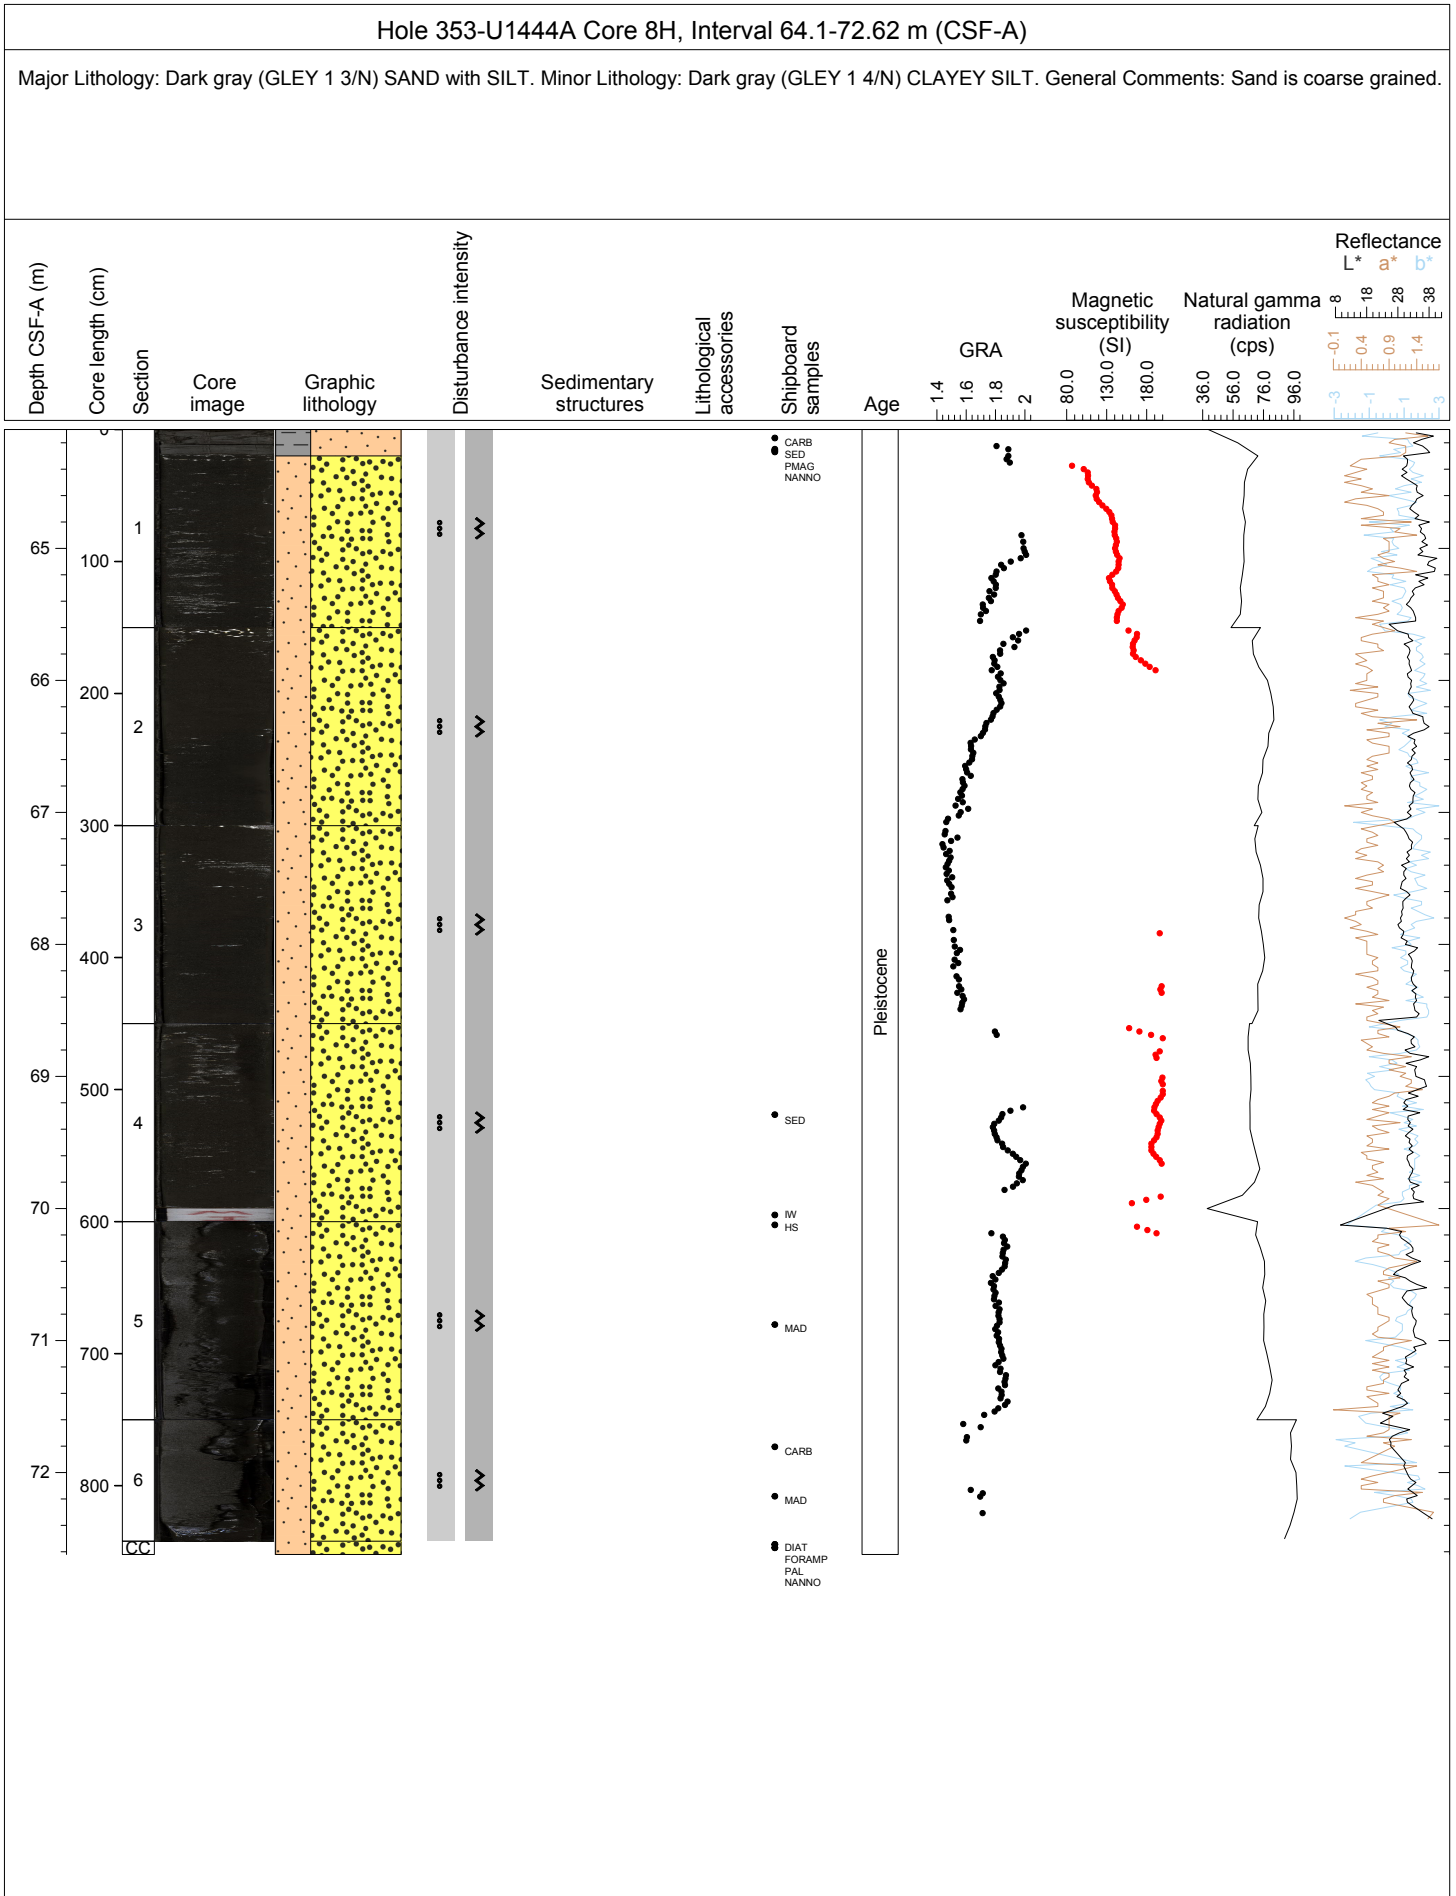 Hole 353-U1444A Core 8H, Interval 64.1-72.62 m (CSF-A)
Major Lithology: Dark gray (GLEY 1 3/N) SAND with SILT. Minor Lithology: Dark gray (GLEY 1 4/N) CLAYEY SILT. General Comments: Sand is coarse grained.
Depth CSF-A (m)
Core length (cm)
Section
Core
image
Graphic
lithology
Disturbance intensity
Sedimentary
structures
Lithological
accessories
Shipboard
samples
Age
GRA
1.4
1.6
1.8
2
Magnetic
susceptibility
(SI)
80.0
130.0
180.0
Natural gamma
radiation
(cps)
36.0
56.0
76.0
96.0
Reflectance
L* a* b*
8
18
28
38
-0.1
0.4
0.9
1.4
-3
-1
1
3
65
66
67
68
69
70
71
72
0
100
200
300
400
500
600
700
800
1
2
3
4
5
6
CC
CARB
SED
PMAG
NANNO
SED
IW
HS
MAD
CARB
MAD
DIAT
FORAMP
PAL
NANNO
Pleistocene